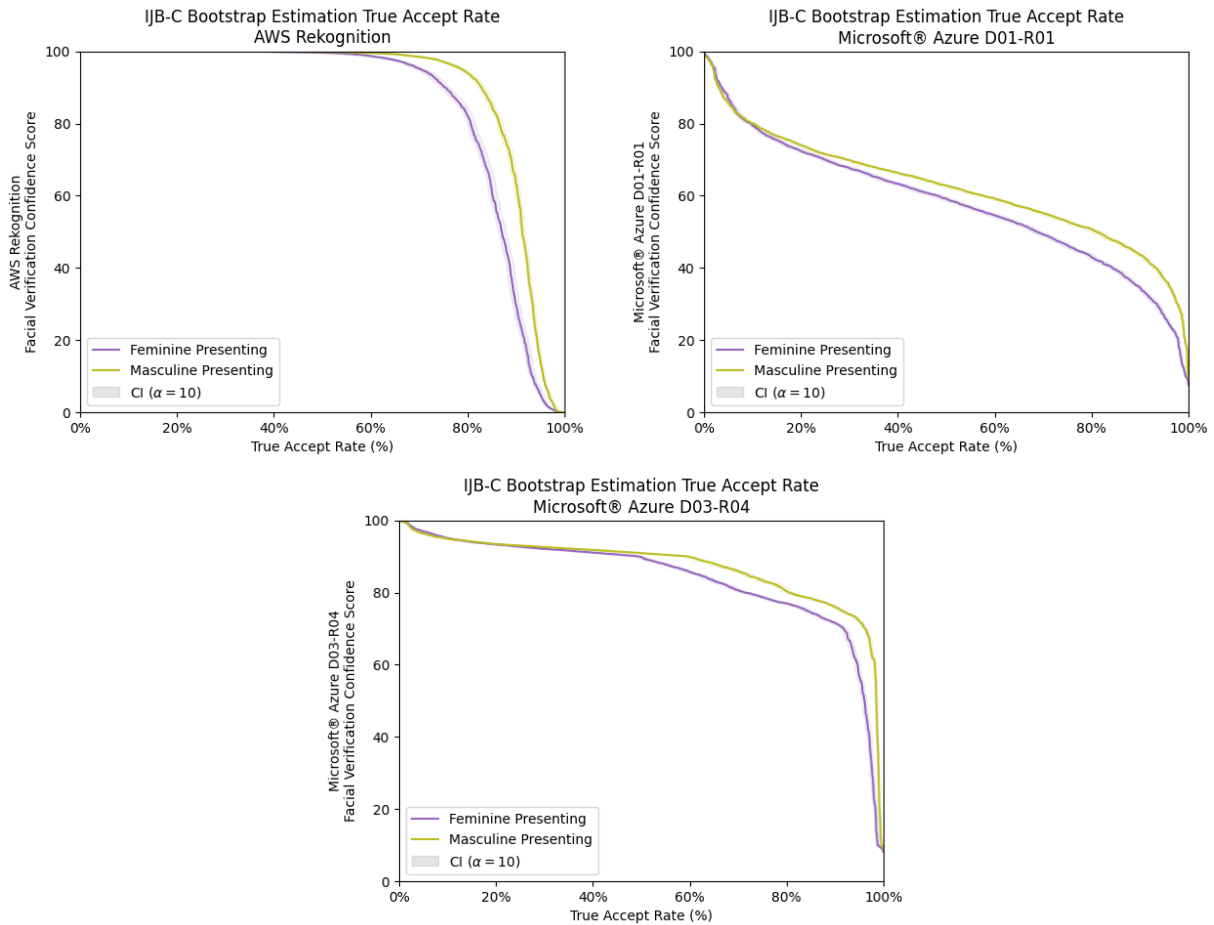 IJB-C Bootstrap Estimation True Accept Rate
AWS Rekognition
AWS Rekognition
Facial Verification Confidence Score
100
80
60
40
20
0
Feminine Presenting
Masculine Presenting
CI (α = 10)
0% 20% 40% 60% 80% 100%
True Accept Rate (%)
IJB-C Bootstrap Estimation True Accept Rate
Microsoft® Azure D01-R01
Microsoft® Azure D01-R01
Facial Verification Confidence Score
100
80
60
40
20
0
Feminine Presenting
Masculine Presenting
CI (α = 10)
0% 20% 40% 60% 80% 100%
True Accept Rate (%)
IJB-C Bootstrap Estimation True Accept Rate
Microsoft® Azure D03-R04
Microsoft® Azure D03-R04
Facial Verification Confidence Score
100
80
60
40
20
0
Feminine Presenting
Masculine Presenting
CI (α = 10)
0% 20% 40% 60% 80% 100%
True Accept Rate (%)